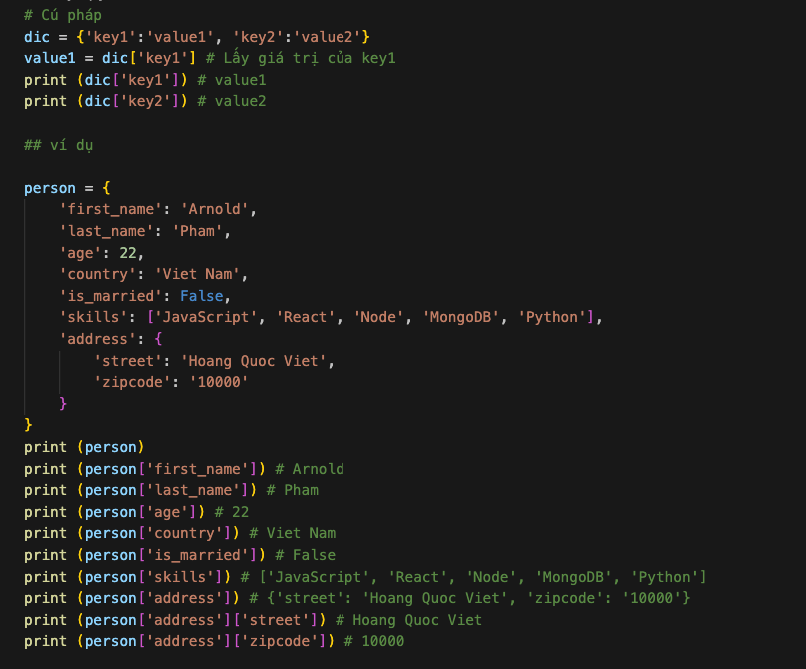 # Cú pháp
dic = {'key1':'value1', 'key2':'value2'}
value1 = dic['key1'] # Lấy giá trị của key1
print (dic['key1']) # value1
print (dic['key2']) # value2
## ví dụ
person = {
    'first_name': 'Arnold',
    'last_name': 'Pham',
    'age': 22,
    'country': 'Viet Nam',
    'is_married': False,
    'skills': ['JavaScript', 'React', 'Node', 'MongoDB', 'Python'],
    'address': {
        'street': 'Hoang Quoc Viet',
        'zipcode': '10000'
    }
}
print (person)
print (person['first_name']) # Arnold
print (person['last_name']) # Pham
print (person['age']) # 22
print (person['country']) # Viet Nam
print (person['is_married']) # False
print (person['skills']) # ['JavaScript', 'React', 'Node', 'MongoDB', 'Python']
print (person['address']) # {'street': 'Hoang Quoc Viet', 'zipcode': '10000'}
print (person['address']['street']) # Hoang Quoc Viet
print (person['address']['zipcode']) # 10000